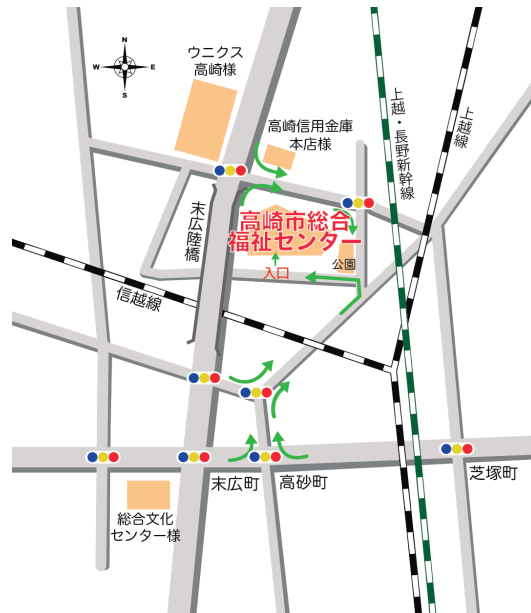 N
W E
S
ウニクス
高崎様
高崎信用金庫
本店様
上越・長野新幹線
上越線
末広陸橋
高崎市総合
福祉センター
入口
公園
信越線
末広町
高砂町
芝塚町
総合文化
センター様